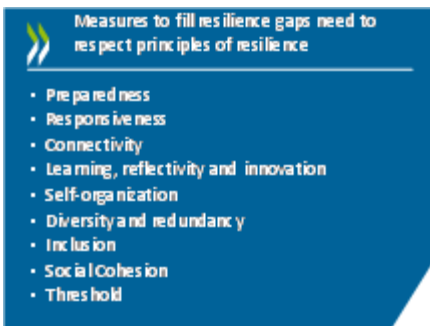 Measures to fill resilience gaps need to
respect principles of resilience
• Preparedness
• Responsiveness
• Connectivity
• Learning, reflectivity and innovation
• Self-organization
• Diversity and redundancy
• Inclusion
• Social Cohesion
• Threshold